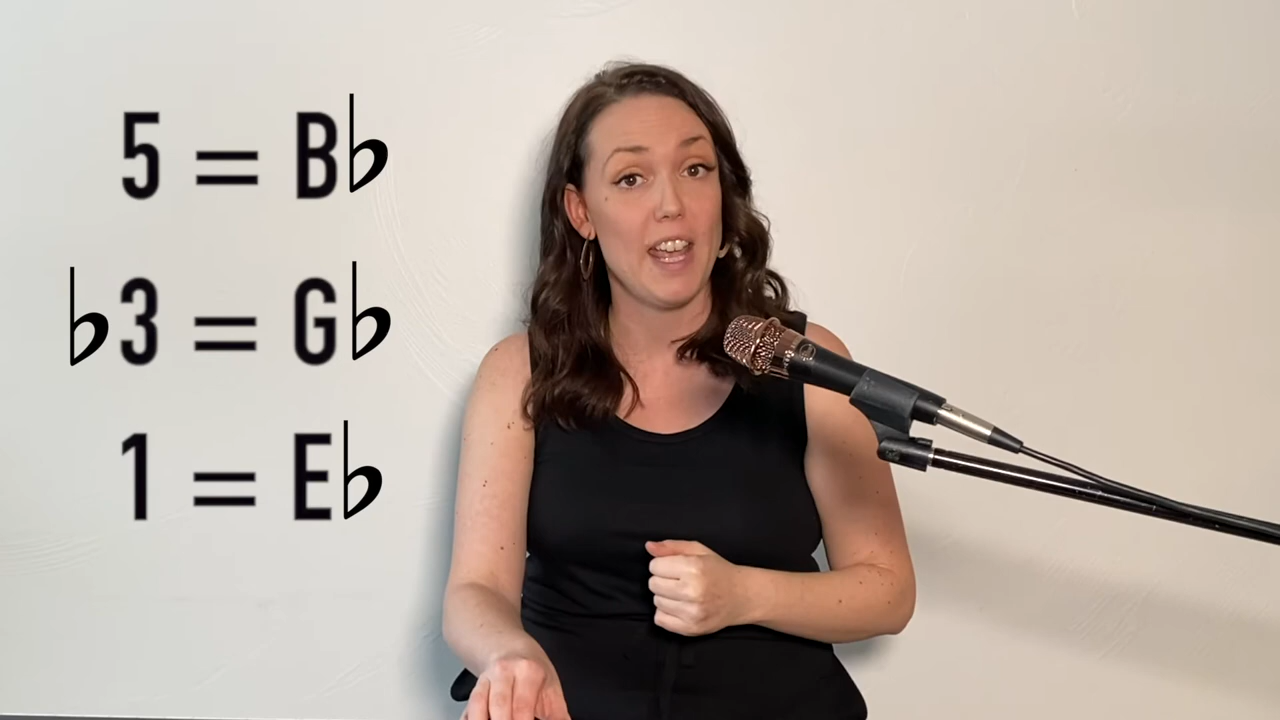 5 = B♭
♭3 = G♭
1 = E♭